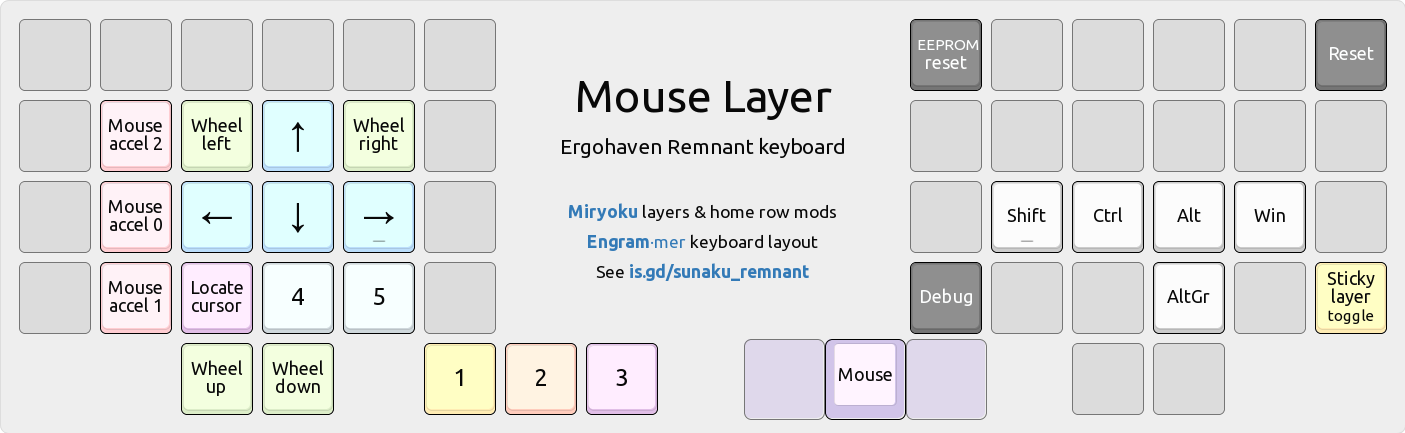 EEPROM
reset
Reset
Mouse Layer
Ergohaven Remnant keyboard
Mouse
accel 2
Wheel
left
↑
Wheel
right
Mouse
accel 0
←
↓
→
_
Miryoku layers & home row mods
Engram·mer keyboard layout
See is.gd/sunaku_remnant
Shift
_
Ctrl
Alt
Win
Mouse
accel 1
Locate
cursor
4
5
Debug
AltGr
Sticky
layer
toggle
Wheel
up
Wheel
down
1
2
3
Mouse